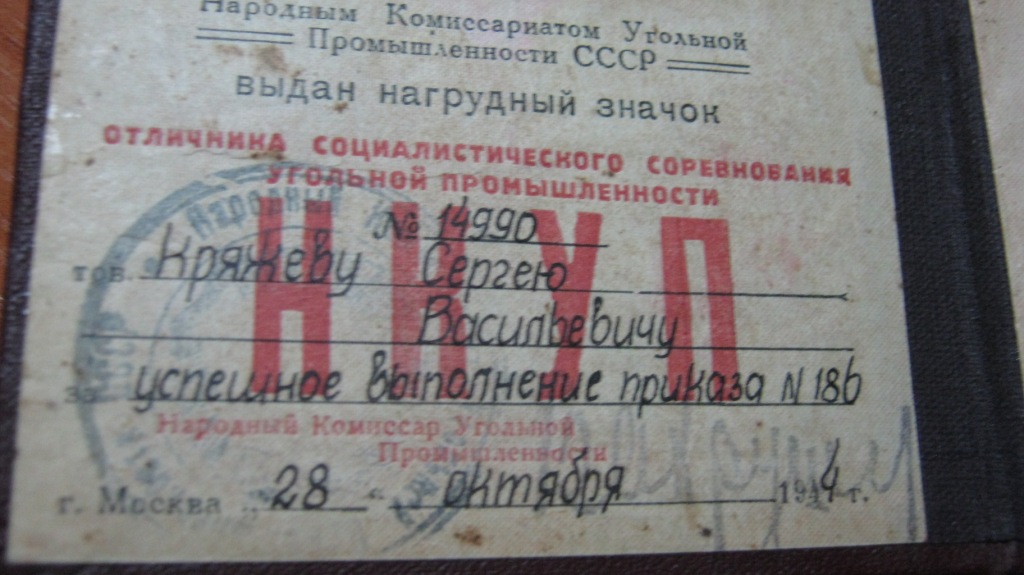 Народным Комиссариатом Угольной
Промышленности СССР
выдан нагрудный значок
ОТЛИЧНИКА СОЦИАЛИСТИЧЕСКОГО СОРЕВНОВАНИЯ
УГОЛЬНОЙ ПРОМЫШЛЕННОСТИ
НКУП
№ 14990
тов. Кряжеву Сергею
Васильевичу
за успешное выполнение приказа N 186
Народный Комиссар Угольной
Промышленности
г. Москва „28“ октября 1944 г.
Народный